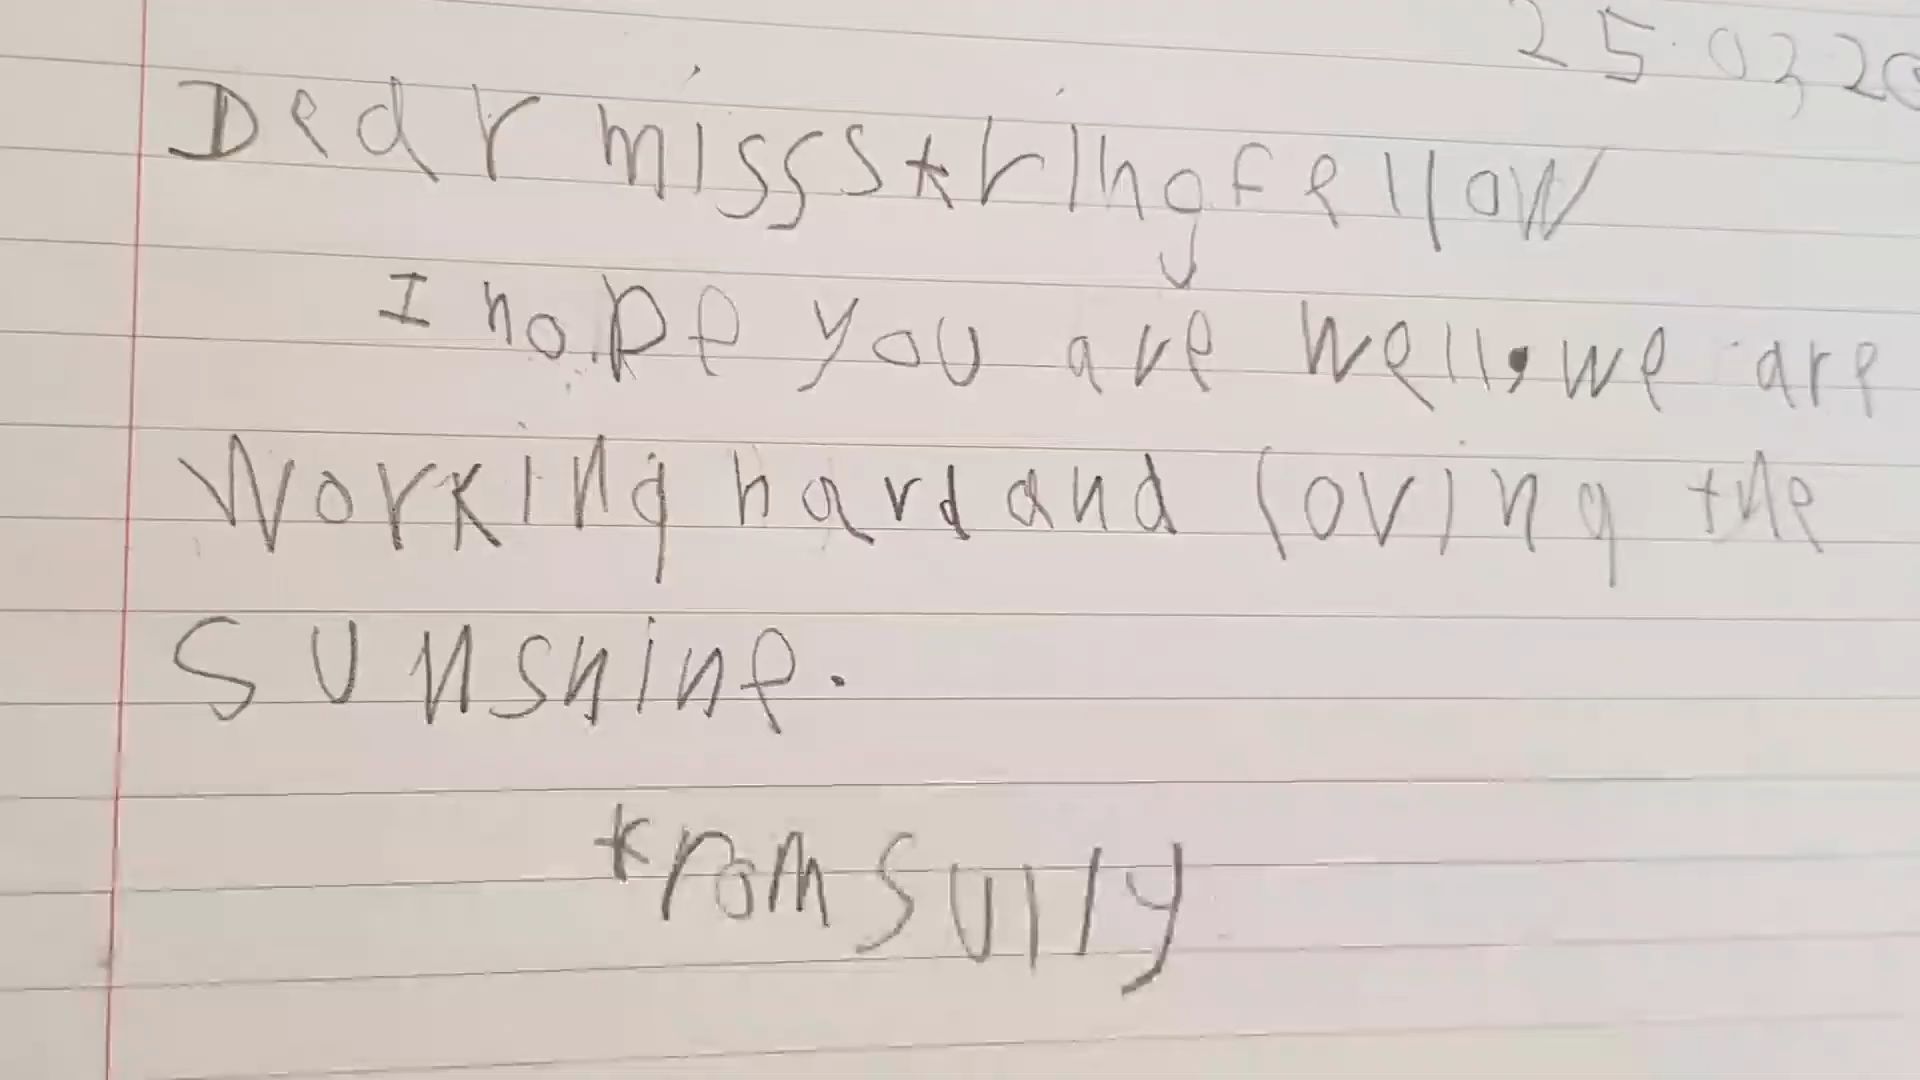 25.03.20
Dear miss Stringfellow
I hope you are well, we are
Working hard and loving the
sunshine.
from Sully